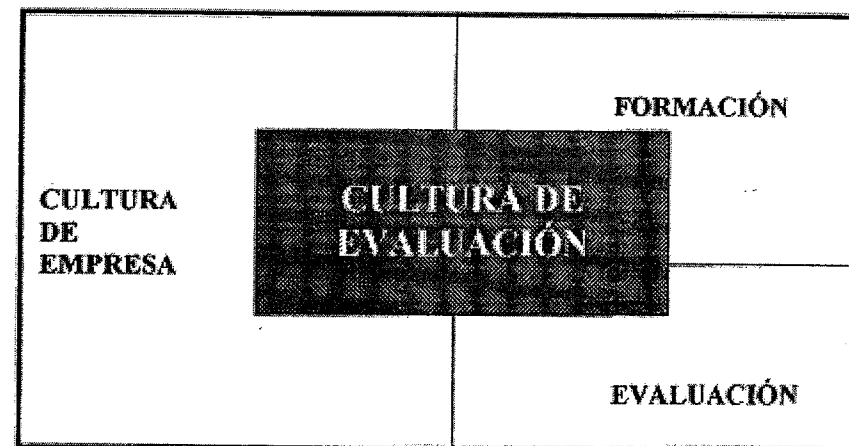 FORMACIÓN
CULTURA
DE
EMPRESA
CULTURA DE
EVALUACIÓN
EVALUACIÓN